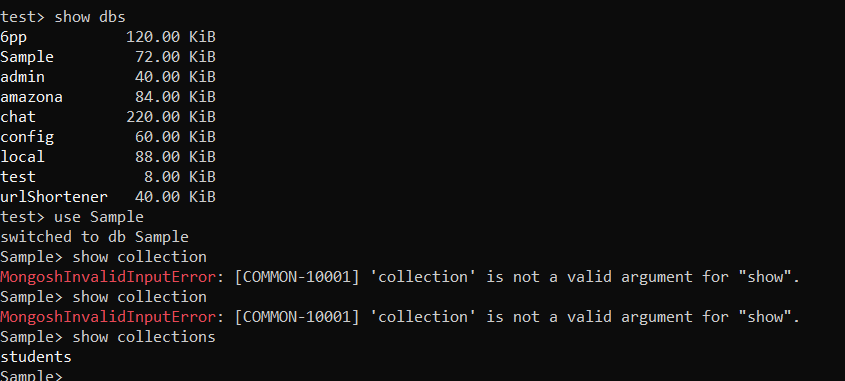 test> show dbs
6pp 120.00 KiB
Sample 72.00 KiB
admin 40.00 KiB
amazona 84.00 KiB
chat 220.00 KiB
config 60.00 KiB
local 88.00 KiB
test 8.00 KiB
urlShortener 40.00 KiB
test> use Sample
switched to db Sample
Sample> show collection
MongoshInvalidInputError: [COMMON-10001] 'collection' is not a valid argument for "show".
Sample> show collection
MongoshInvalidInputError: [COMMON-10001] 'collection' is not a valid argument for "show".
Sample> show collections
students
Sample>